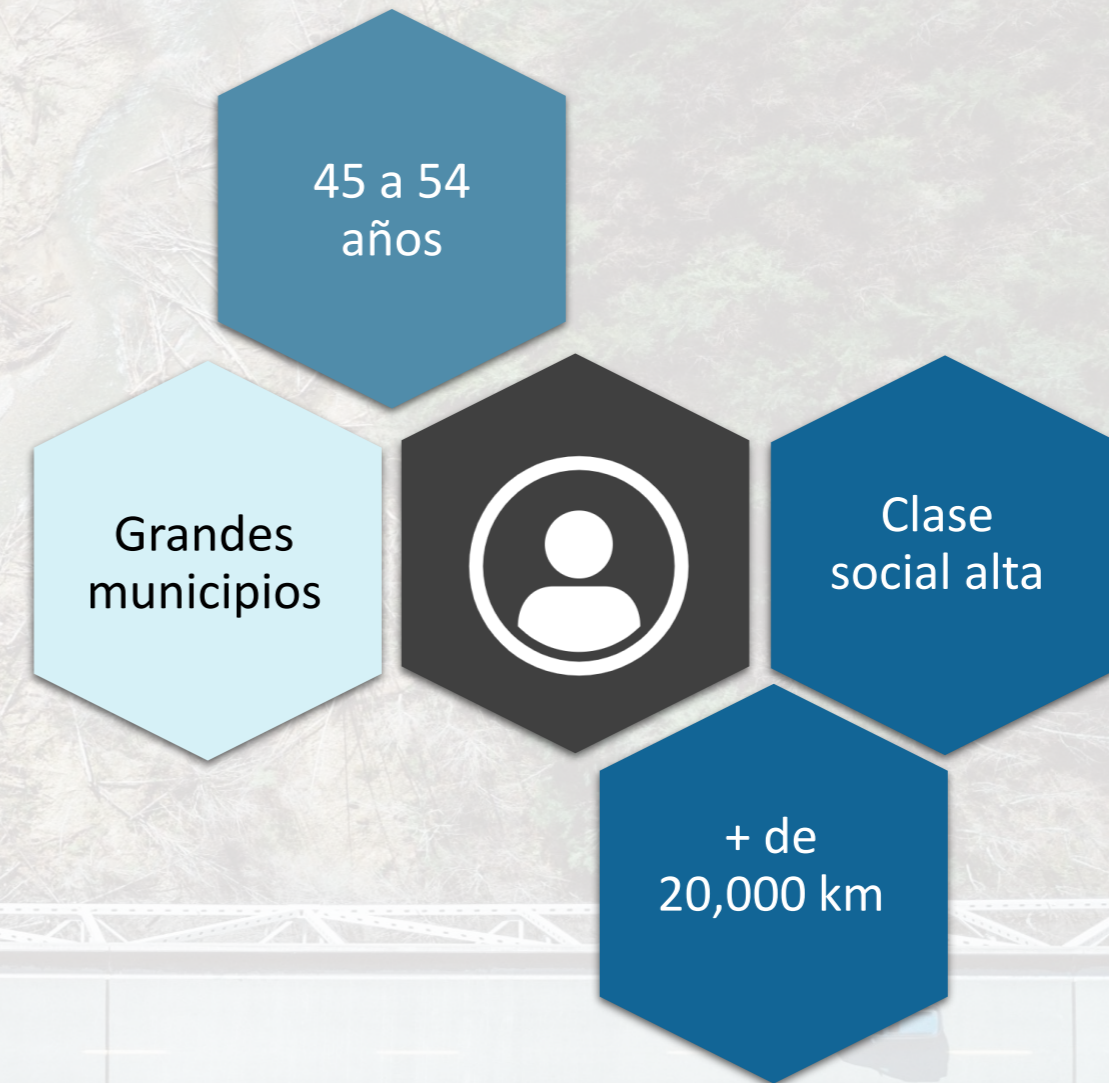 45 a 54
años
Grandes
municipios
Clase
social alta
+ de
20,000 km